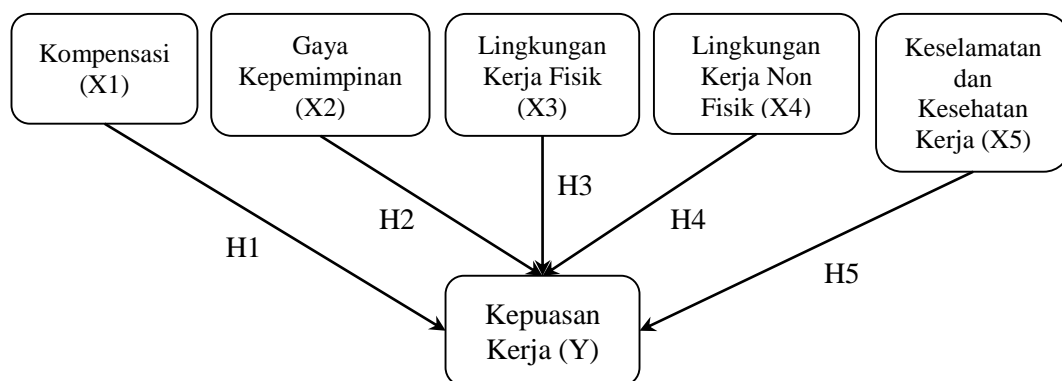 Kompensasi
(X1)
Gaya
Kepemimpinan
(X2)
Lingkungan
Kerja Fisik
(X3)
Lingkungan
Kerja Non
Fisik (X4)
Keselamatan
dan
Kesehatan
Kerja (X5)
H1
H2
H3
H4
H5
Kepuasan
Kerja (Y)